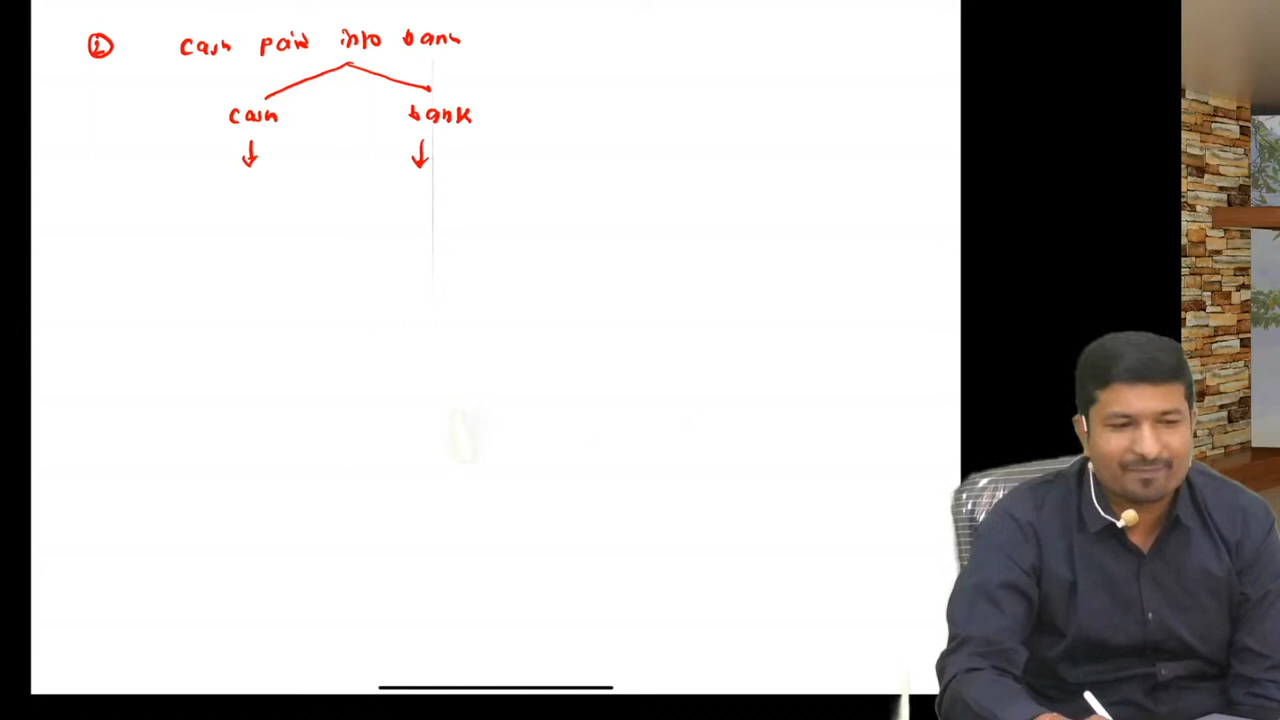 ② cash paid into bank
cash bank
↓ ↓